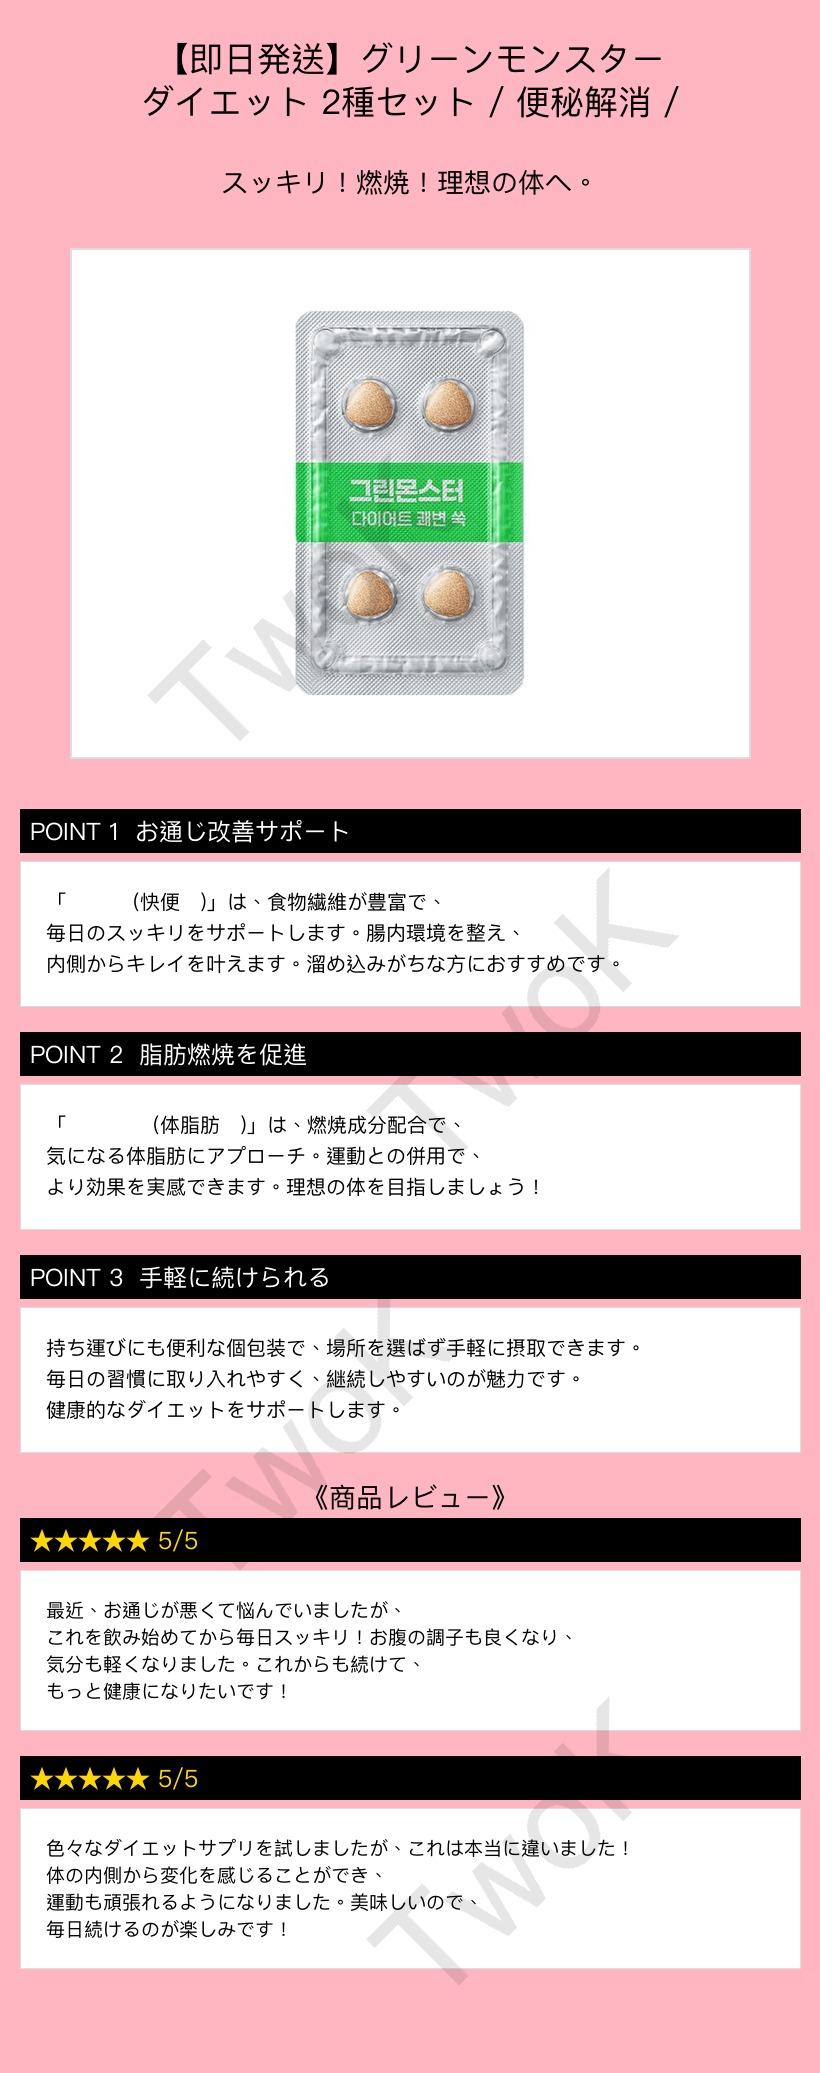 【即日発送】グリーンモンスター
ダイエット 2種セット / 便秘解消 /
スッキリ！燃焼！理想の体へ。
그린몬스터
다이어트 쾌변 쏙
TwoK
POINT 1 お通じ改善サポート
「　　　(快便　)」は、食物繊維が豊富で、
毎日のスッキリをサポートします。腸内環境を整え、
内側からキレイを叶えます。溜め込みがちな方におすすめです。
TwoK
POINT 2 脂肪燃焼を促進
「　　　　(体脂肪　)」は、燃焼成分配合で、
気になる体脂肪にアプローチ。運動との併用で、
より効果を実感できます。理想の体を目指しましょう！
POINT 3 手軽に続けられる
持ち運びにも便利な個包装で、場所を選ばず手軽に摂取できます。
毎日の習慣に取り入れやすく、継続しやすいのが魅力です。
健康的なダイエットをサポートします。
TwoK
《商品レビュー》
★★★★★ 5/5
最近、お通じが悪くて悩んでいましたが、
これを飲み始めてから毎日スッキリ！お腹の調子も良くなり、
気分も軽くなりました。これからも続けて、
もっと健康になりたいです！
★★★★★ 5/5
色々なダイエットサプリを試しましたが、これは本当に違いました！
体の内側から変化を感じることができ、
運動も頑張れるようになりました。美味しいので、
毎日続けるのが楽しみです！
TwoK